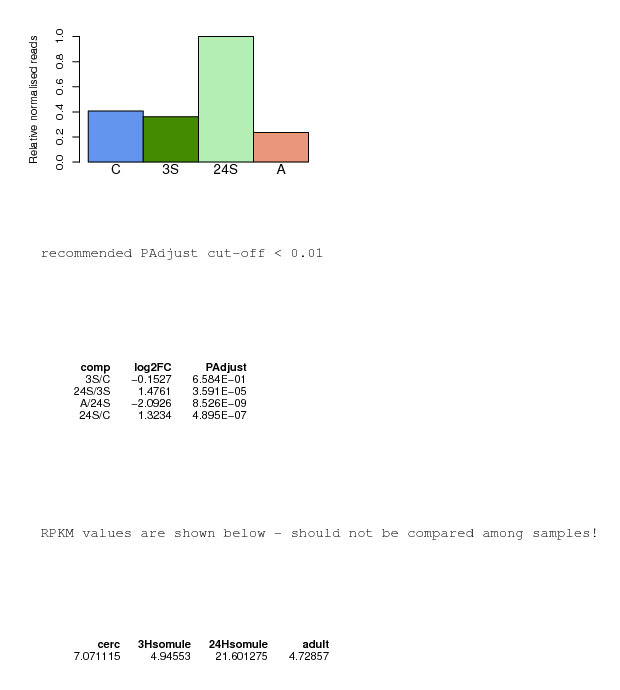 Relative normalised reads
1.0
0.8
0.6
0.4
0.2
0.0
C 3S 24S A
recommended PAdjust cut-off < 0.01
comp log2FC PAdjust
3S/C −0.1527 6.584E−01
24S/3S 1.4761 3.591E−05
A/24S −2.0926 8.526E−09
24S/C 1.3234 4.895E−07
RPKM values are shown below - should not be compared among samples!
cerc 3Hsomule 24Hsomule adult
7.071115 4.94553 21.601275 4.72857